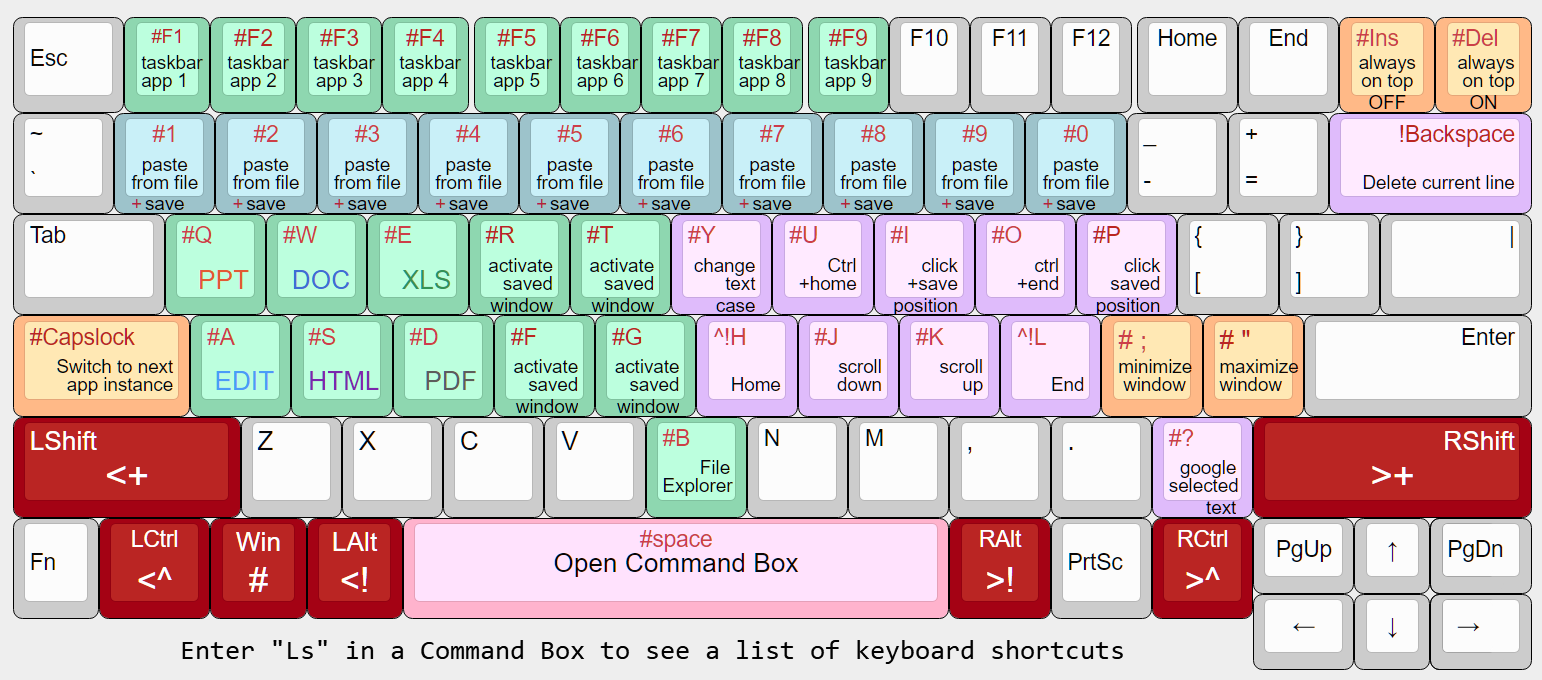 Esc
#F1
taskbar
app 1
#F2
taskbar
app 2
#F3
taskbar
app 3
#F4
taskbar
app 4
#F5
taskbar
app 5
#F6
taskbar
app 6
#F7
taskbar
app 7
#F8
taskbar
app 8
#F9
taskbar
app 9
F10
F11
F12
Home
End
#Ins
always
on top
OFF
#Del
always
on top
ON
~
`
#1
paste
from file
+ save
#2
paste
from file
+ save
#3
paste
from file
+ save
#4
paste
from file
+ save
#5
paste
from file
+ save
#6
paste
from file
+ save
#7
paste
from file
+ save
#8
paste
from file
+ save
#9
paste
from file
+ save
#0
paste
from file
+ save
_
-
+
=
!Backspace
Delete current line
Tab
#Q
PPT
#W
DOC
#E
XLS
#R
activate
saved
window
#T
activate
saved
window
#Y
change
text
case
#U
Ctrl
+home
#I
click
+save
position
#O
ctrl
+end
#P
click
saved
position
{
[
}
]
|
#Capslock
Switch to next
app instance
#A
EDIT
#S
HTML
#D
PDF
#F
activate
saved
window
#G
activate
saved
window
^!H
Home
#J
scroll
down
#K
scroll
up
^!L
End
# ;
minimize
window
# "
maximize
window
Enter
LShift
<+
Z
X
C
V
#B
File
Explorer
N
M
,
.
#?
google
selected
text
RShift
>+
Fn
LCtrl
<^
Win
#
LAlt
<!
#space
Open Command Box
RAlt
>!
PrtSc
RCtrl
>^
PgUp
↑
PgDn
←
↓
→
Enter "Ls" in a Command Box to see a list of keyboard shortcuts